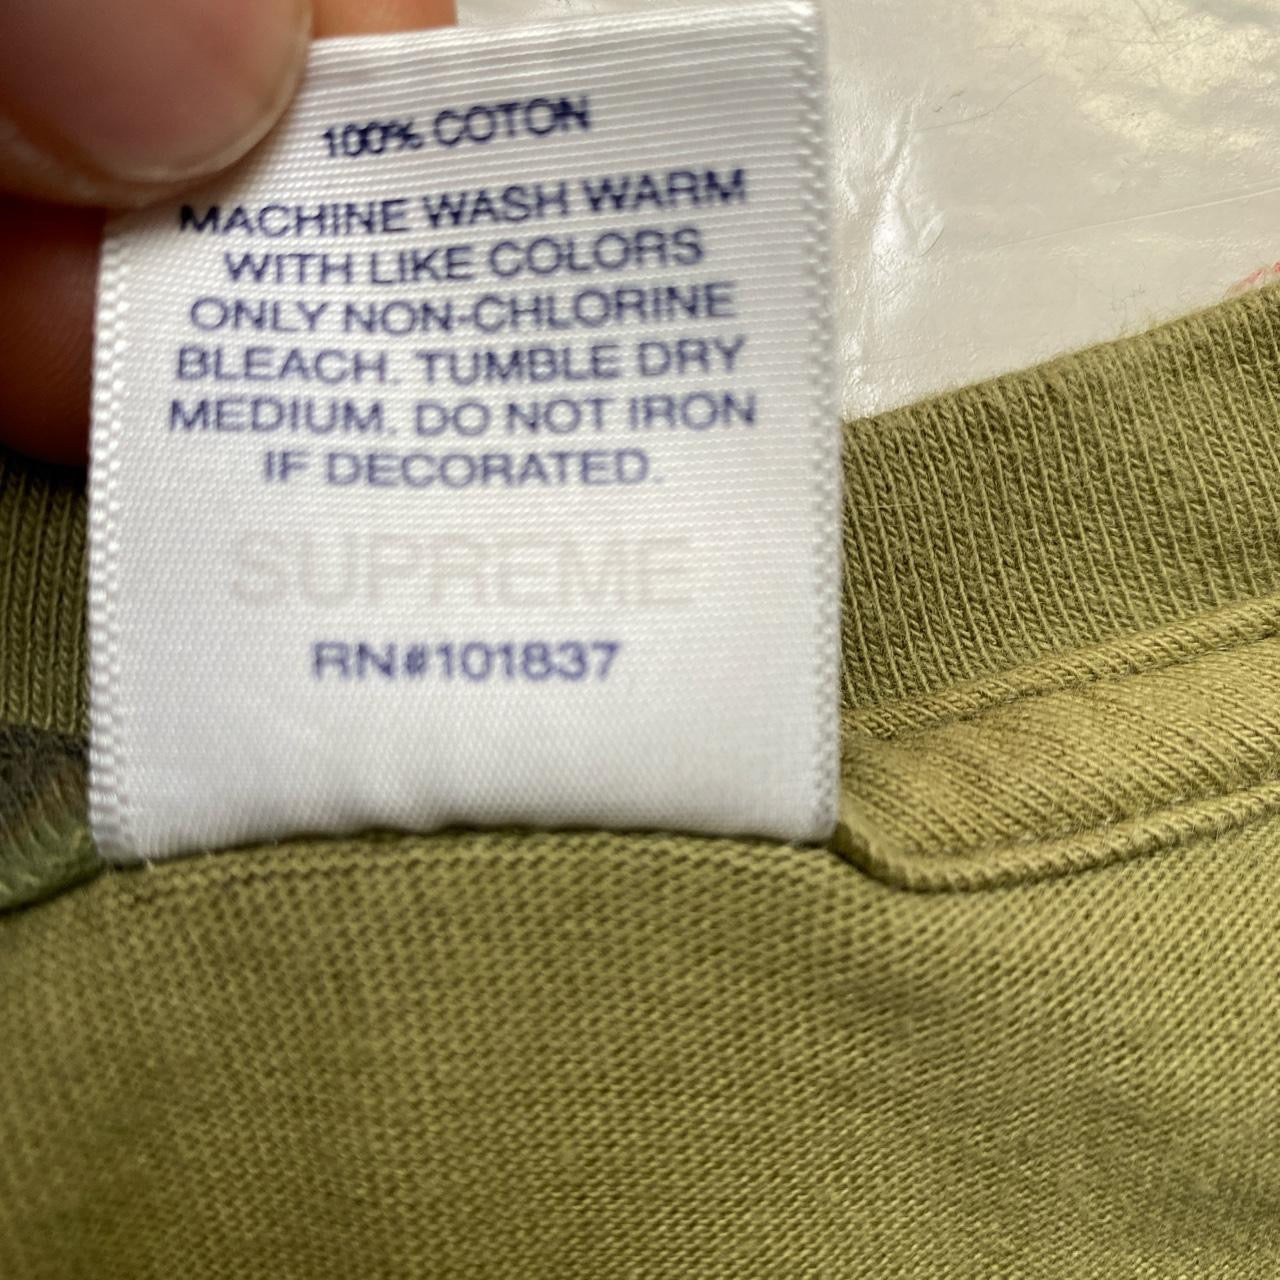 100% COTON
MACHINE WASH WARM
WITH LIKE COLORS
ONLY NON-CHLORINE
BLEACH. TUMBLE DRY
MEDIUM. DO NOT IRON
IF DECORATED.
SUPREME
RN#101837